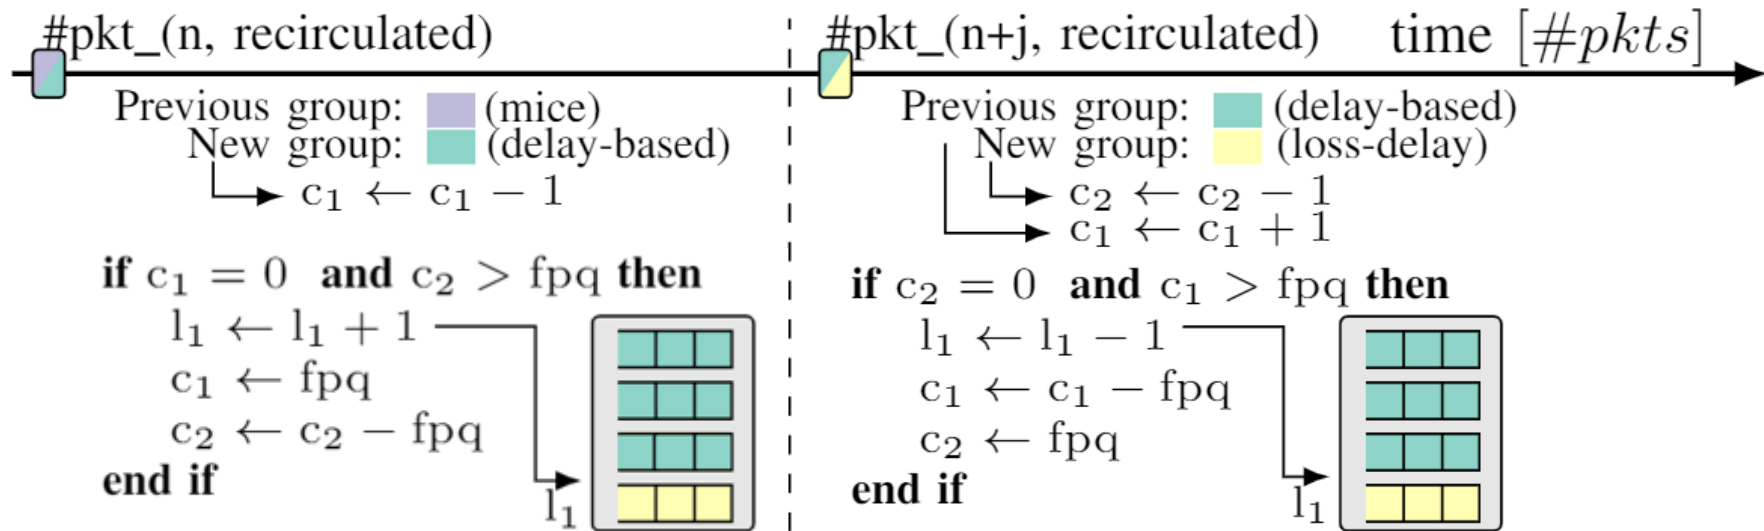 #pkt_(n, recirculated)
Previous group: (mice)
New group: (delay-based)
c₁ ← c₁ − 1
if c₁ = 0 and c₂ > fpq then
l₁ ← l₁ + 1
c₁ ← fpq
c₂ ← c₂ − fpq
end if
l₁
#pkt_(n+j, recirculated)
time [#pkts]
Previous group: (delay-based)
New group: (loss-delay)
c₂ ← c₂ − 1
c₁ ← c₁ + 1
if c₂ = 0 and c₁ > fpq then
l₁ ← l₁ − 1
c₁ ← c₁ − fpq
c₂ ← fpq
end if
l₁